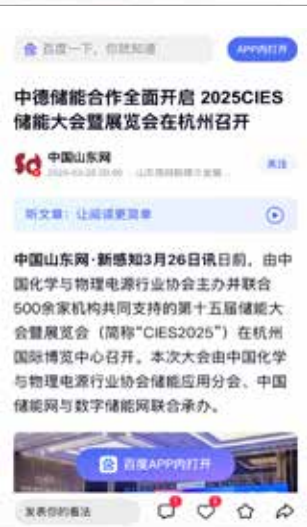 百度一下，你就知道
APP内打开
中德储能合作全面开启 2025CIES
储能大会暨展览会在杭州召开
中国山东网
关注
听文章：让阅读更简单
中国山东网·新感知3月26日讯日前，由中
国化学与物理电源行业协会主办并联合
500余家机构共同支持的第十五届储能大
会暨展览会（简称“CIES2025”）在杭州
国际博览中心召开。本次大会由中国化学
与物理电源行业协会储能应用分会、中国
储能网与数字储能网联合承办。
百度APP内打开
发表你的看法